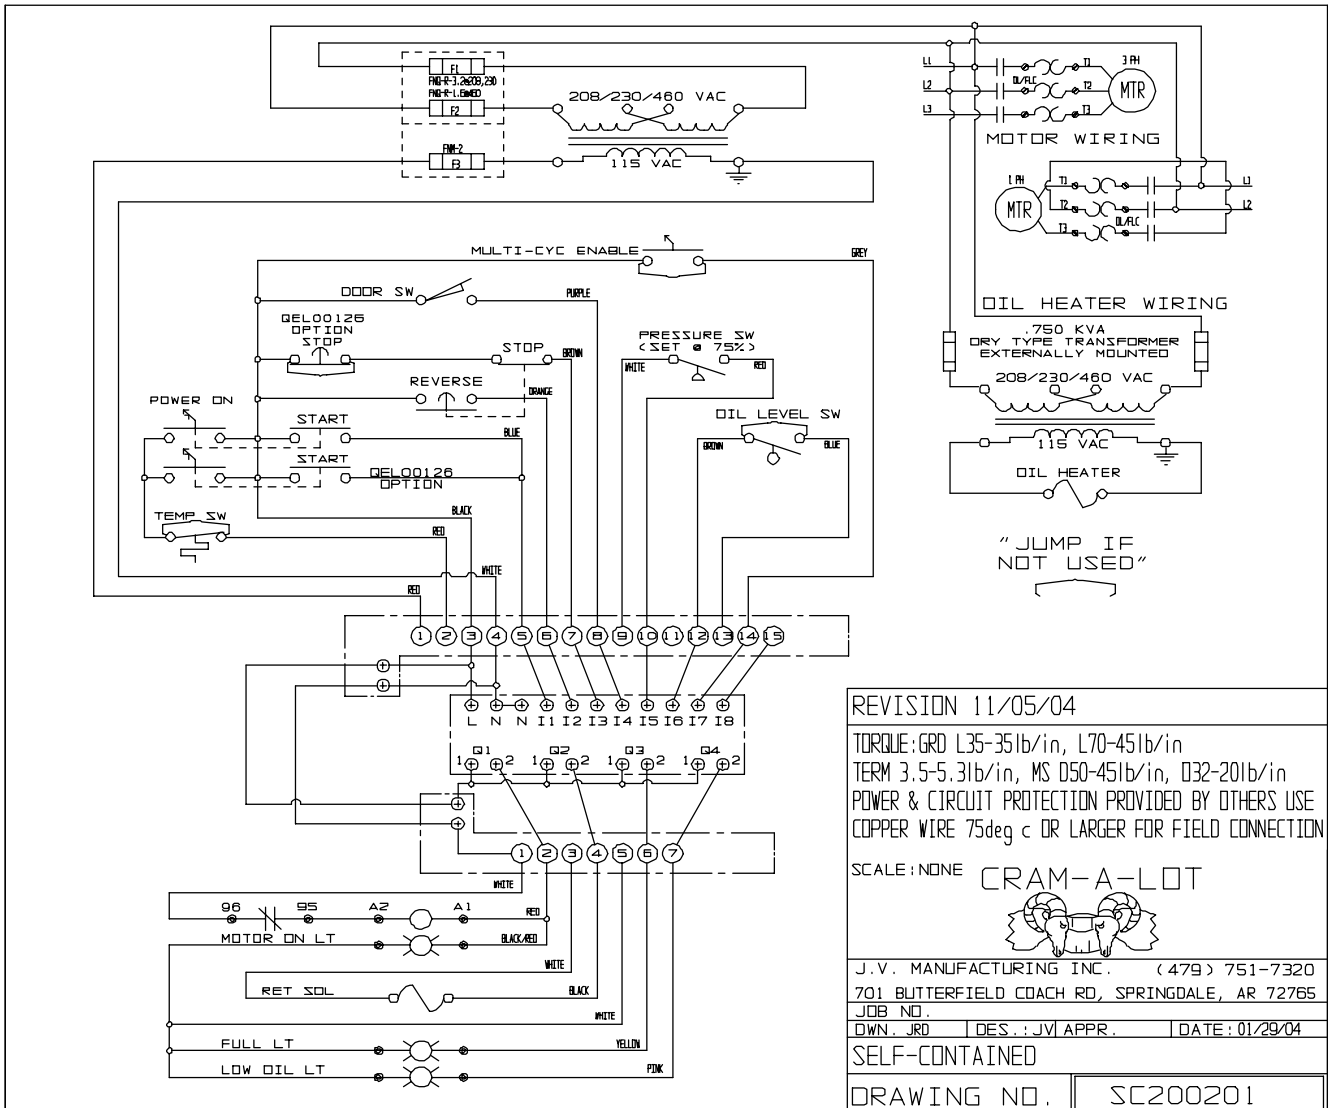 F1
FNQ-R-3.2@208,230
FNQ-R-1.6@460
F2
FNM-2
F3
208/230/460 VAC
115 VAC
L1
L2
L3
OL/FLC
T1
T2
T3
3 PH
MTR
MOTOR WIRING
1 PH
MTR
T1
T2
T3
OL/FLC
L1
L2
MULTI-CYC ENABLE
GREY
DOOR SW
PURPLE
QEL00126
OPTION
STOP
STOP
BROWN
REVERSE
ORANGE
POWER ON
START
BLUE
START
QEL00126
OPTION
BLACK
TEMP SW
RED
WHITE
RED
PRESSURE SW
(SET @ 75%)
WHITE
RED
OIL LEVEL SW
BROWN
BLUE
OIL HEATER WIRING
.750 KVA
DRY TYPE TRANSFORMER
EXTERNALLY MOUNTED
208/230/460 VAC
115 VAC
OIL HEATER
"JUMP IF
NOT USED"
1 2 3 4 5 6 7 8 9 10 11 12 13 14 15
L N N I1 I2 I3 I4 I5 I6 I7 I8
Q1 Q2 Q3 Q4
1 2 1 2 1 2 1 2
1 2 3 4 5 6 7
WHITE
96 95 A2 A1
RED
MOTOR ON LT
BLACK/RED
WHITE
RET SOL
BLACK
WHITE
FULL LT
YELLOW
LOW OIL LT
PINK
REVISION 11/05/04
TORQUE:GRD L35-35lb/in, L70-45lb/in
TERM 3.5-5.3lb/in, MS D50-45lb/in, D32-20lb/in
POWER & CIRCUIT PROTECTION PROVIDED BY OTHERS USE
COPPER WIRE 75deg c OR LARGER FOR FIELD CONNECTION
SCALE:NONE
CRAM-A-LOT
J.V. MANUFACTURING INC. (479) 751-7320
701 BUTTERFIELD COACH RD, SPRINGDALE, AR 72765
JOB NO.
DWN. JRD DES.:JV APPR. DATE:01/29/04
SELF-CONTAINED
DRAWING NO. SC200201